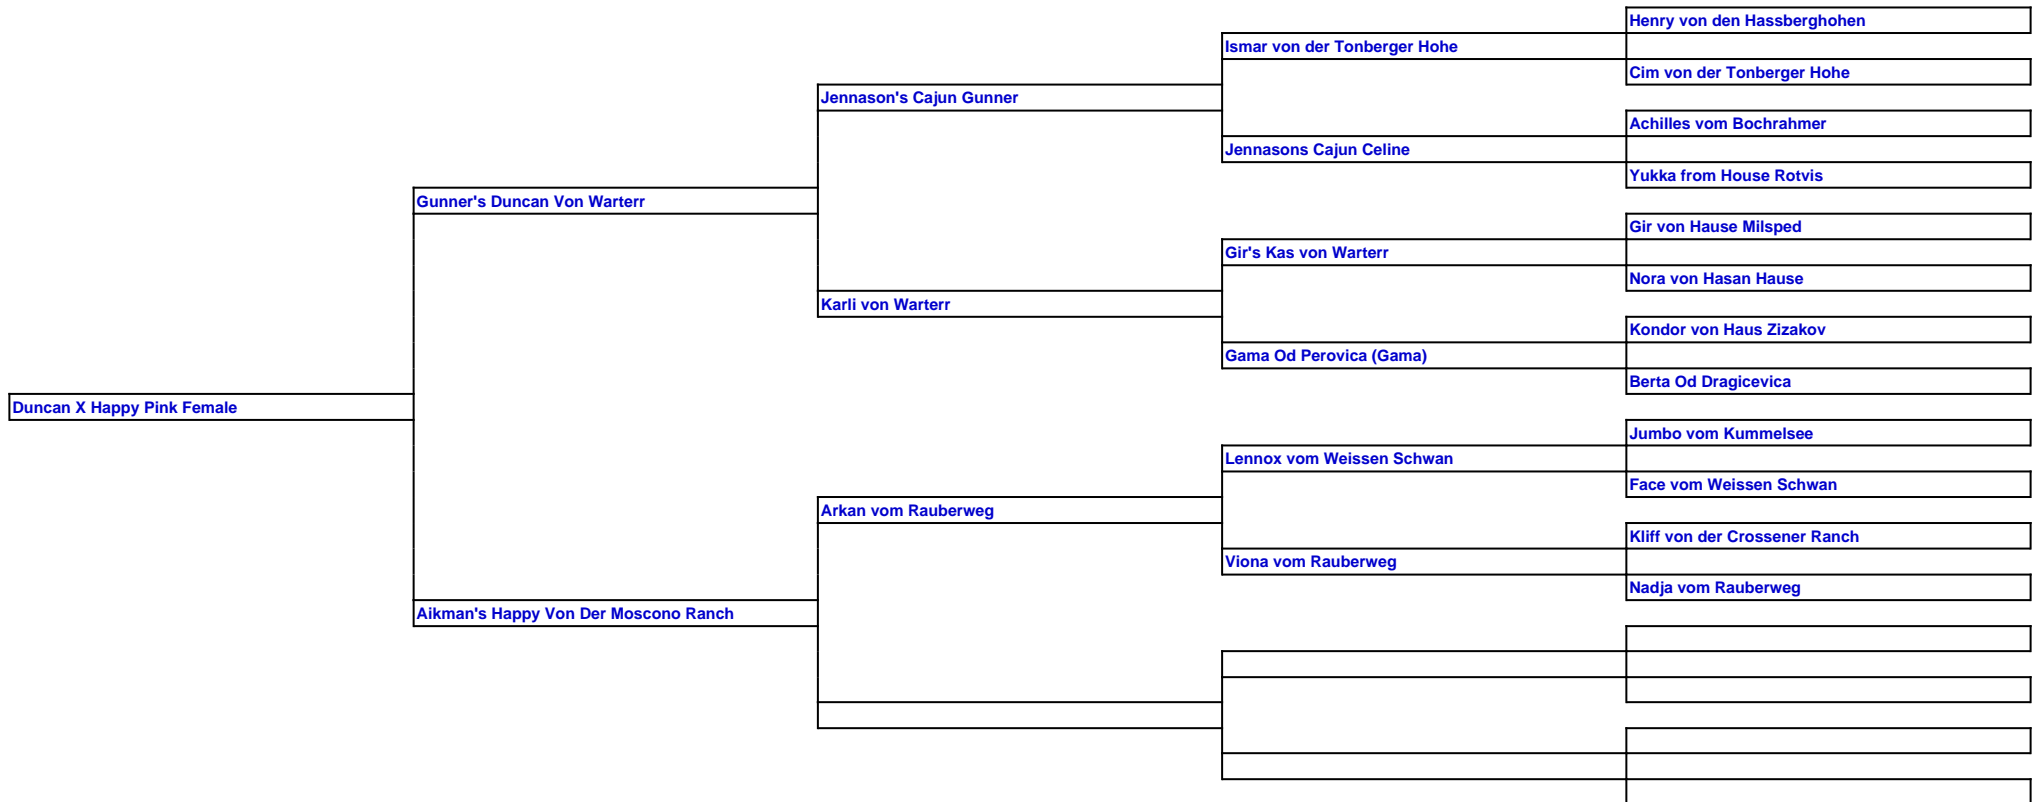 Henry von den Hassberghohen
Ismar von der Tonberger Hohe
Cim von der Tonberger Hohe
Jennason's Cajun Gunner
Achilles vom Bochrahmer
Jennasons Cajun Celine
Yukka from House Rotvis
Gunner's Duncan Von Warterr
Gir von Hause Milsped
Gir's Kas von Warterr
Nora von Hasan Hause
Karli von Warterr
Kondor von Haus Zizakov
Gama Od Perovica (Gama)
Berta Od Dragicevica
Duncan X Happy Pink Female
Jumbo vom Kummelsee
Lennox vom Weissen Schwan
Face vom Weissen Schwan
Arkan vom Rauberweg
Kliff von der Crossener Ranch
Viona vom Rauberweg
Nadja vom Rauberweg
Aikman's Happy Von Der Moscono Ranch